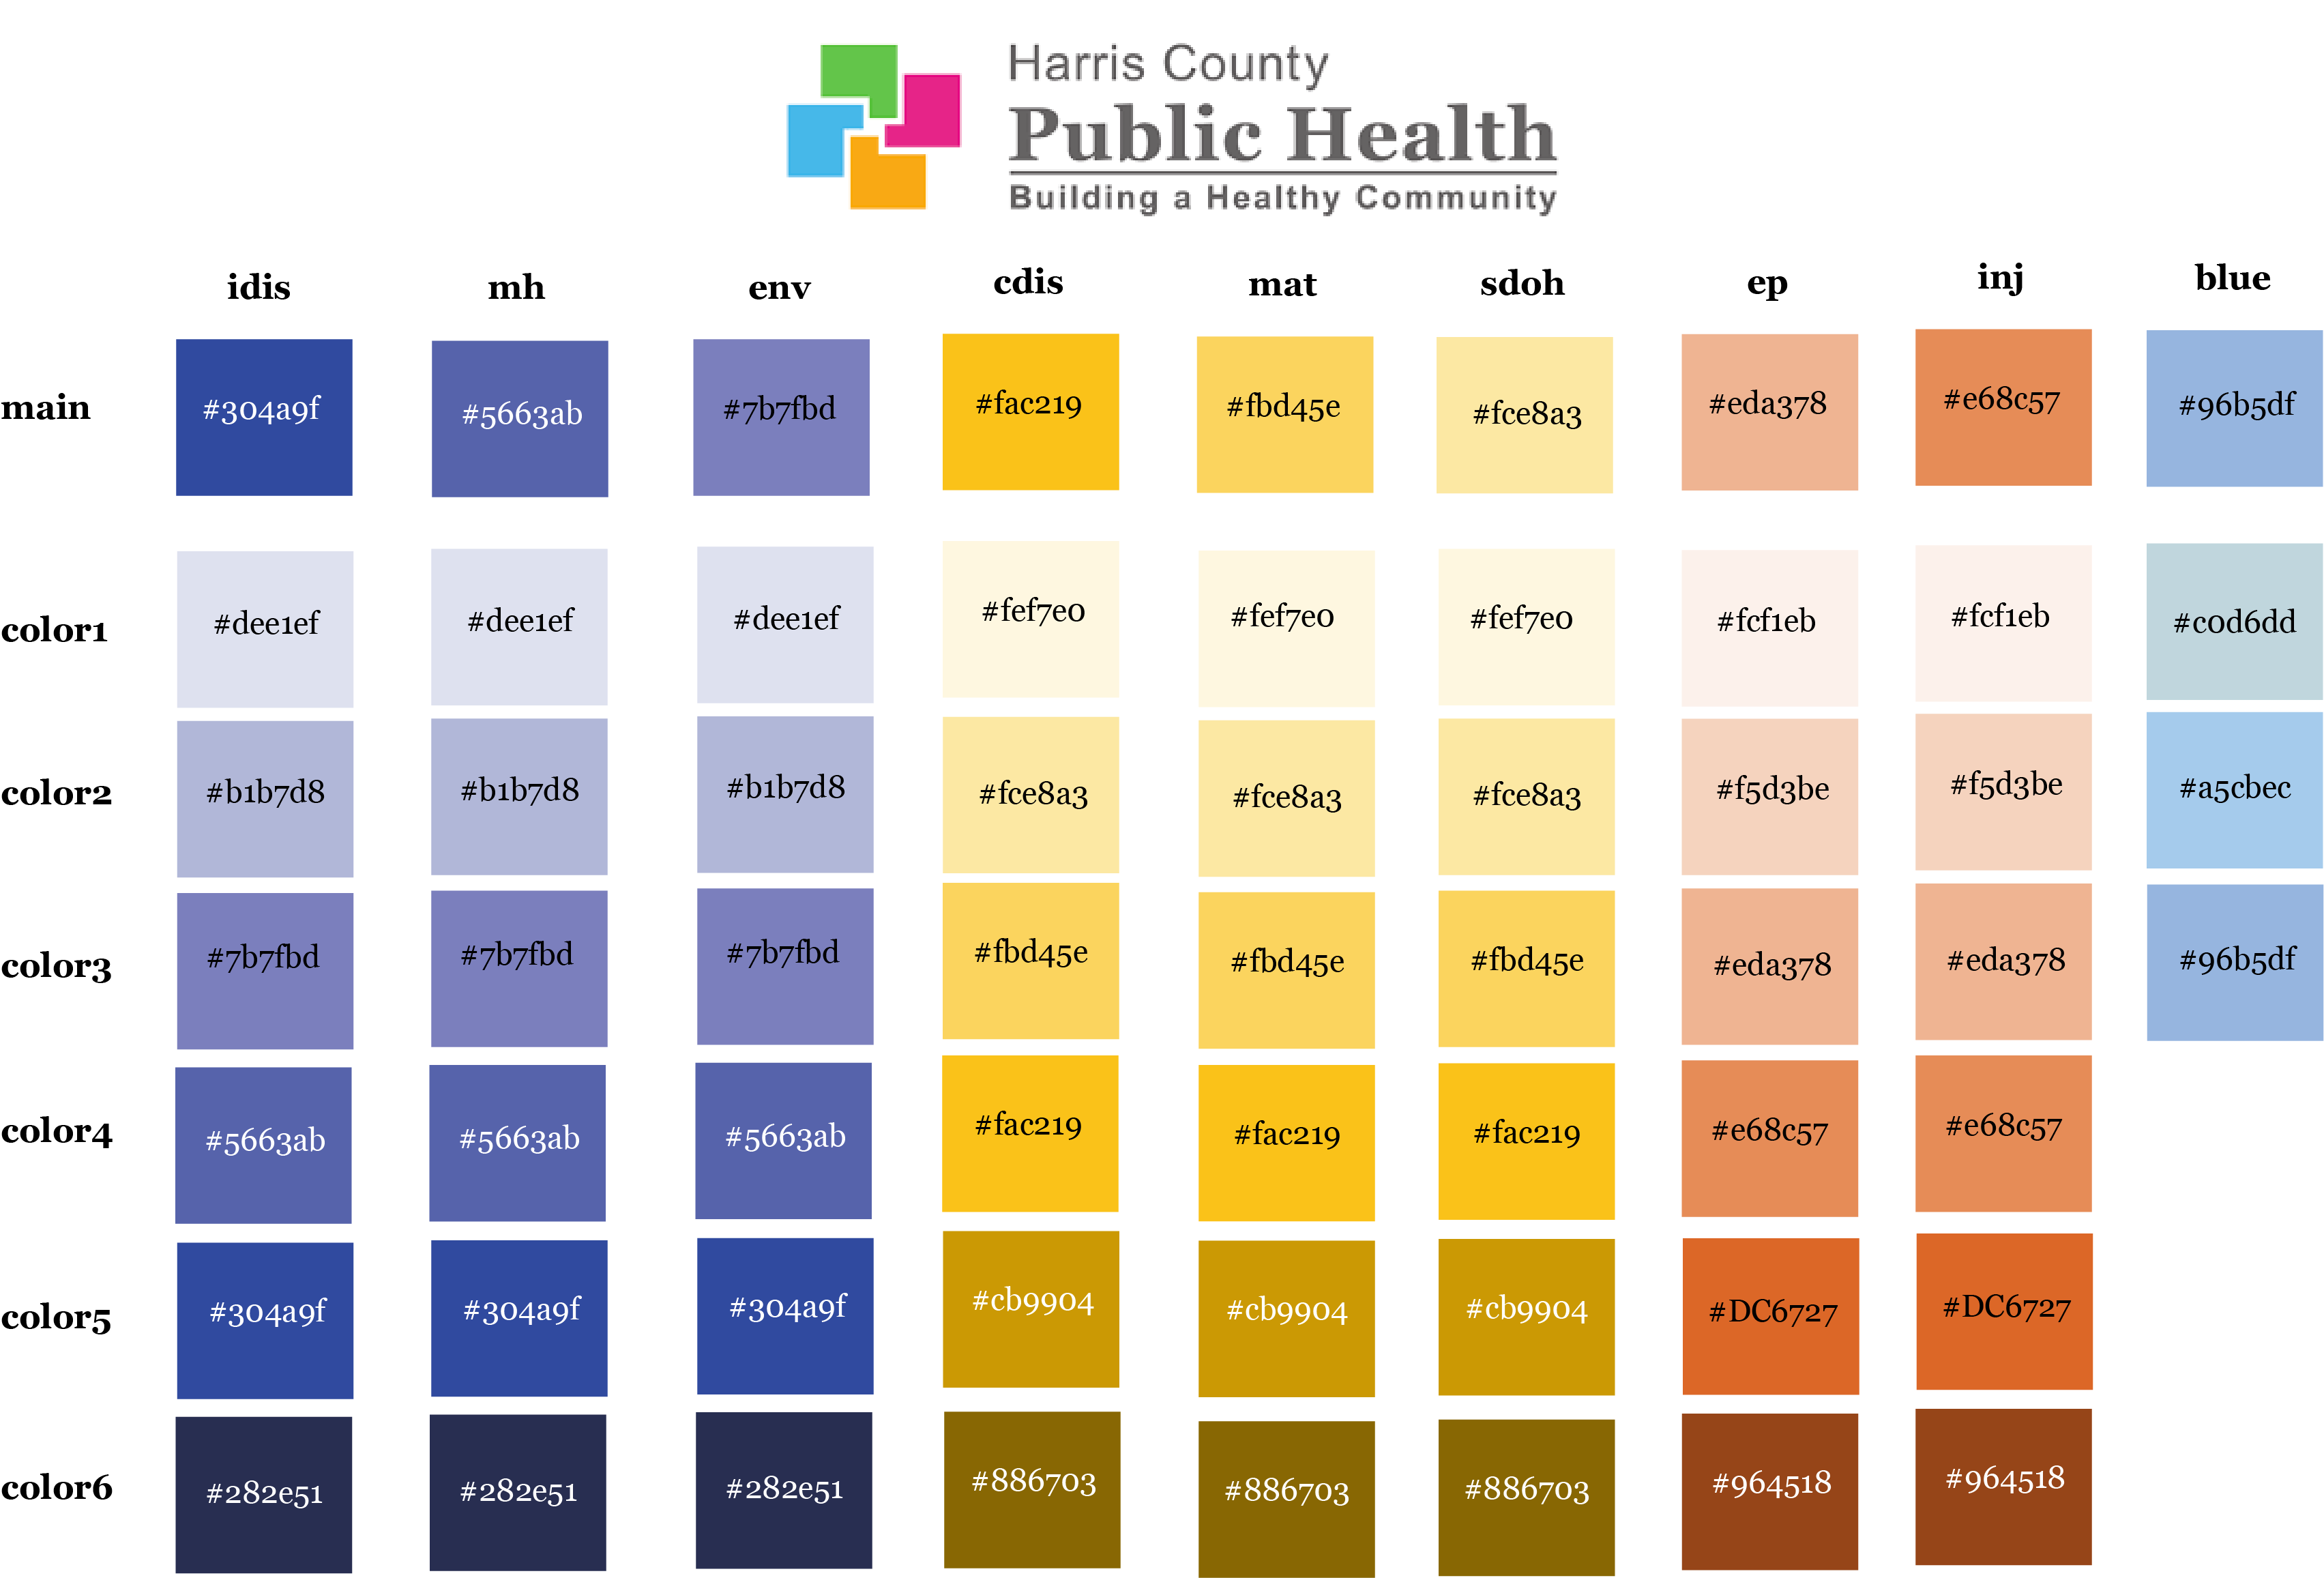 Harris County
Public Health
Building a Healthy Community
idis mh env cdis mat sdoh ep inj blue
main #304a9f #5663ab #7b7fbd #fac219 #fbd45e #fce8a3 #eda378 #e68c57 #96b5df
color1 #dee1ef #dee1ef #dee1ef #fef7e0 #fef7e0 #fef7e0 #fcf1eb #fcf1eb #c0d6dd
color2 #b1b7d8 #b1b7d8 #b1b7d8 #fce8a3 #fce8a3 #fce8a3 #f5d3be #f5d3be #a5cbec
color3 #7b7fbd #7b7fbd #7b7fbd #fbd45e #fbd45e #fbd45e #eda378 #eda378 #96b5df
color4 #5663ab #5663ab #5663ab #fac219 #fac219 #fac219 #e68c57 #e68c57
color5 #304a9f #304a9f #304a9f #cb9904 #cb9904 #cb9904 #DC6727 #DC6727
color6 #282e51 #282e51 #282e51 #886703 #886703 #886703 #964518 #964518